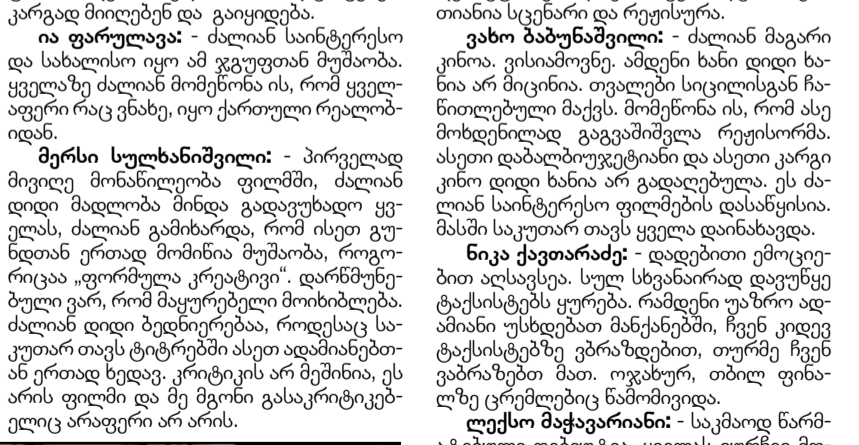 კარგად მიიღებენ და გაიყიდება.
ია ფარულავა: - ძალიან საინტერესო
და სახალისო იყო ამ ჯგუფთან მუშაობა.
ყველაზე ძალიან მომეწონა ის, რომ ყველ-
აფერი რაც ვნახე, იყო ქართული რეალობ-
იდან.
მერსი სულხანიშვილი: - პირველად
მივიღე მონაწილეობა ფილმში, ძალიან
დიდი მადლობა მინდა გადავუხადო ყვ-
ელას, ძალიან გამიხარდა, რომ ისეთ გუ-
ნდთან ერთად მომიწია მუშაობა, როგო-
რიცაა „ფორმულა კრეატივი“. დარწმუნე-
ბული ვარ, რომ მაყურებელი მოიხიბლება.
ძალიან დიდი ბედნიერებაა, როდესაც სა-
კუთარ თავს ტიტრებში ასეთ ადამიანებთ-
ან ერთად ხედავ. კრიტიკის არ მეშინია, ეს
არის ფილმი და მე მგონი გასაკრიტიკებ-
ელიც არაფერი არ არის.
თიანია სცენარი და რეჟისურა.
ვახო ბაბუნაშვილი: - ძალიან მაგარი
კინოა. ვისიამოვნე. ამდენი ხანი დიდი ხა-
ნია არ მიცინია. თვალები სიცილისგან ჩა-
წითლებული მაქვს. მომეწონა ის, რომ ასე
მოხდენილად გაგვაშიშვლა რეჟისორმა.
ასეთი დაბალბიუჯეტიანი და ასეთი კარგი
კინო დიდი ხანია არ გადაღებულა. ეს ძა-
ლიან საინტერესო ფილმების დასაწყისია.
მასში საკუთარ თავს ყველა დაინახავდა.
ნიკა ქავთარაძე: - დადებითი ემოციე-
ბით აღსავსეა. სულ სხვანაირად დავუწყე
ტაქსისტებს ყურება. რამდენი უაზრო ად-
ამიანი უსხდებათ მანქანებში, ჩვენ კიდევ
ტაქსისტებზე ვბრაზდებით, თურმე ჩვენ
ვაბრაზებთ მათ. ოჯახურ, თბილ ფინა-
ლზე ცრემლებიც წამომივიდა.
ლექსო მაჭავარიანი: - საკმაოდ წარმ-